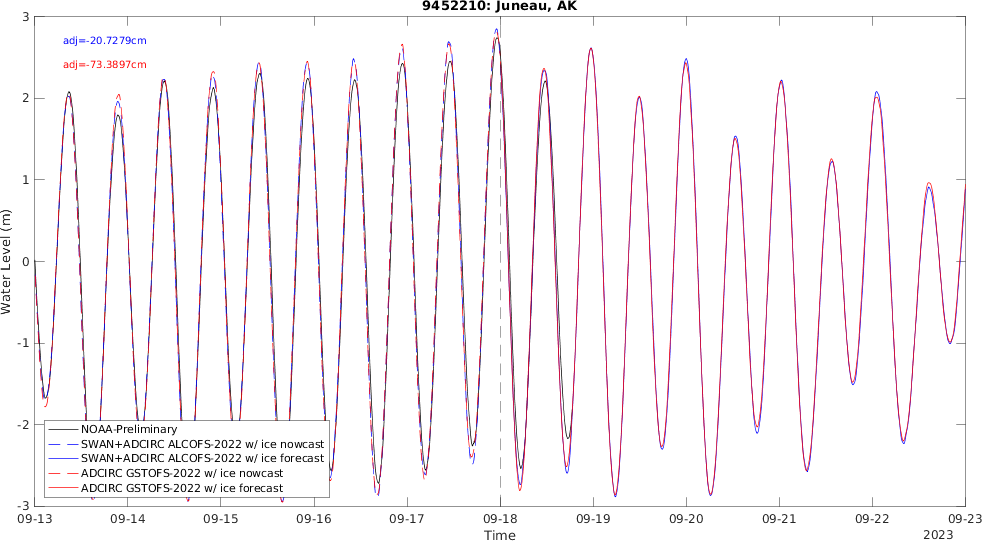 9452210: Juneau, AK
adj=-20.7279cm
adj=-73.3897cm
Water Level (m)
3
2
1
0
-1
-2
-3
NOAA-Preliminary
SWAN+ADCIRC ALCOFS-2022 w/ ice nowcast
SWAN+ADCIRC ALCOFS-2022 w/ ice forecast
ADCIRC GSTOFS-2022 w/ ice nowcast
ADCIRC GSTOFS-2022 w/ ice forecast
09-13 09-14 09-15 09-16 09-17 09-18 09-19 09-20 09-21 09-22 09-23
Time
2023